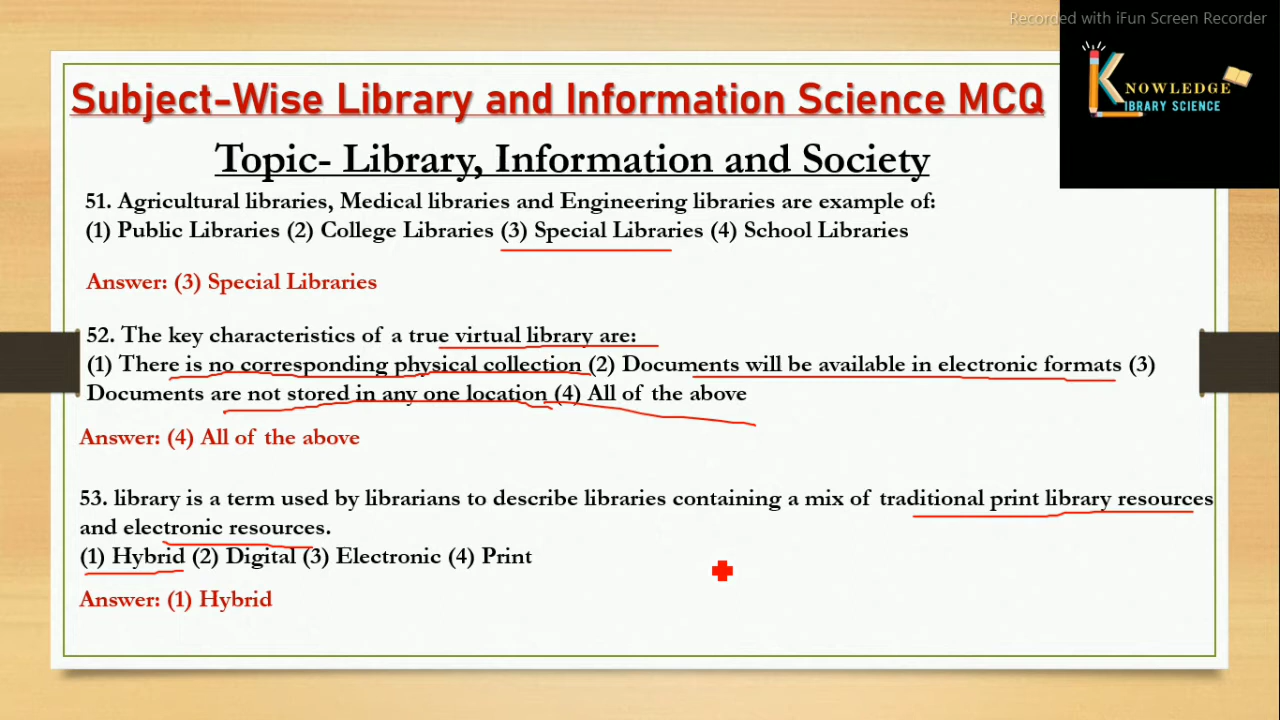 Recorded with iFun Screen Recorder
KNOWLEDGE
LIBRARY SCIENCE
Subject-Wise Library and Information Science MCQ
Topic- Library, Information and Society
51. Agricultural libraries, Medical libraries and Engineering libraries are example of:
(1) Public Libraries (2) College Libraries (3) Special Libraries (4) School Libraries
Answer: (3) Special Libraries
52. The key characteristics of a true virtual library are:
(1) There is no corresponding physical collection (2) Documents will be available in electronic formats (3)
Documents are not stored in any one location (4) All of the above
Answer: (4) All of the above
53. library is a term used by librarians to describe libraries containing a mix of traditional print library resources
and electronic resources.
(1) Hybrid (2) Digital (3) Electronic (4) Print
Answer: (1) Hybrid